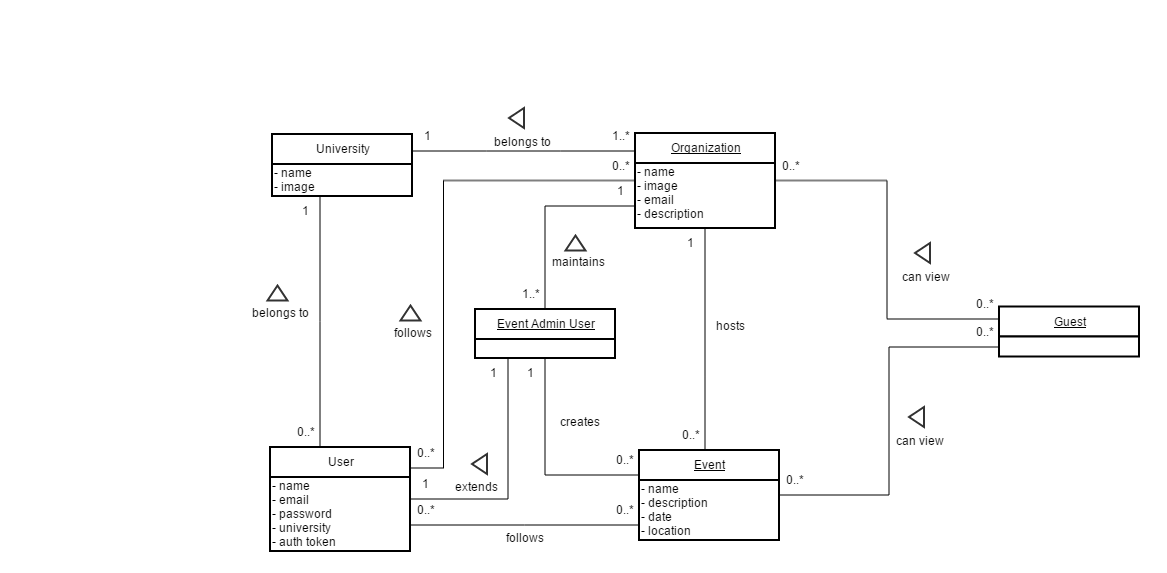 1
belongs to
1..*
University
- name
- image
Organization
- name
- image
- email
- description
0..*
1
0..*
1
1
maintains
1..*
can view
belongs to
follows
Event Admin User
hosts
0..*
0..*
Guest
1
1
creates
can view
0..*
0..*
0..*
0..*
User
- name
- email
- password
- university
- auth token
1
extends
0..*
0..*
follows
Event
- name
- description
- date
- location
0..*